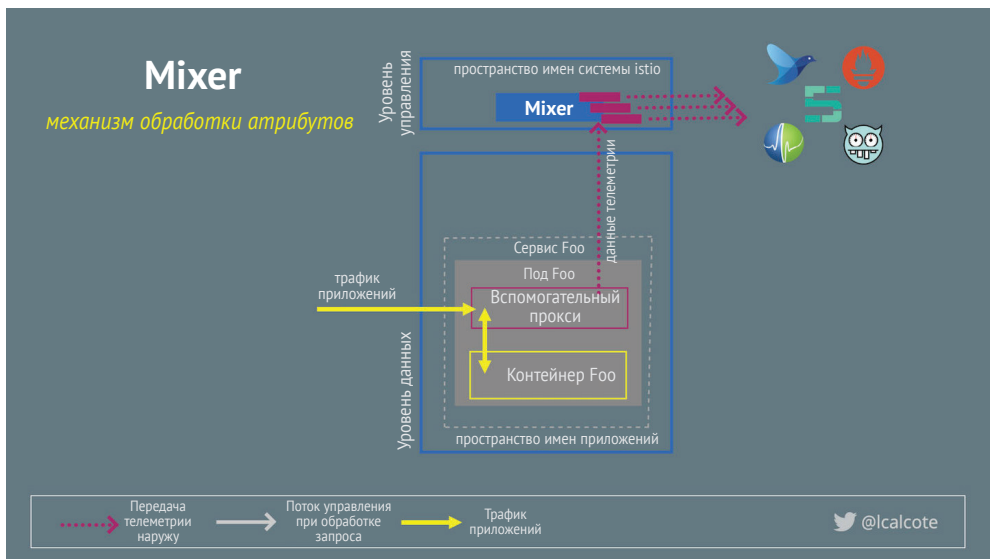 Mixer
механизм обработки атрибутов
Уровень
управления
пространство имен системы istio
Mixer
данные телеметрии
Сервис Foo
Под Foo
трафик
приложений
Вспомогательный
прокси
Контейнер Foo
Уровень данных
пространство имен приложений
Передача
телеметрии
наружу
Поток управления
при обработке
запроса
Трафик
приложений
@lcalcote